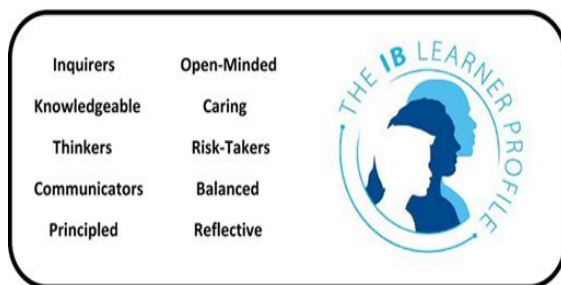 Inquirers
Knowledgeable
Thinkers
Communicators
Principled
Open-Minded
Caring
Risk-Takers
Balanced
Reflective
THE IB LEARNER PROFILE